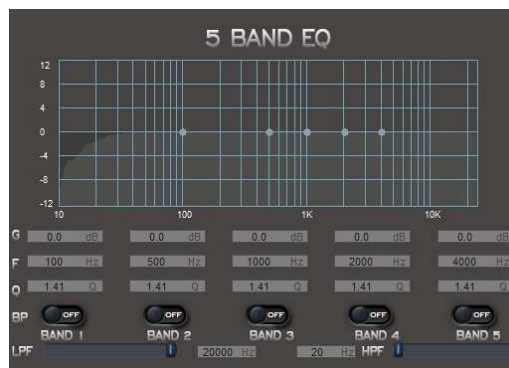 5 BAND EQ
12
8
4
0
-4
-8
-12
10 100 1K 10K
G 0.0 dB 0.0 dB 0.0 dB 0.0 dB 0.0 dB
F 100 Hz 500 Hz 1000 Hz 2000 Hz 4000 Hz
Q 1.41 Q 1.41 Q 1.41 Q 1.41 Q 1.41 Q
BP OFF OFF OFF OFF OFF
BAND 1 BAND 2 BAND 3 BAND 4 BAND 5
LPF 20000 Hz 20 Hz HPF